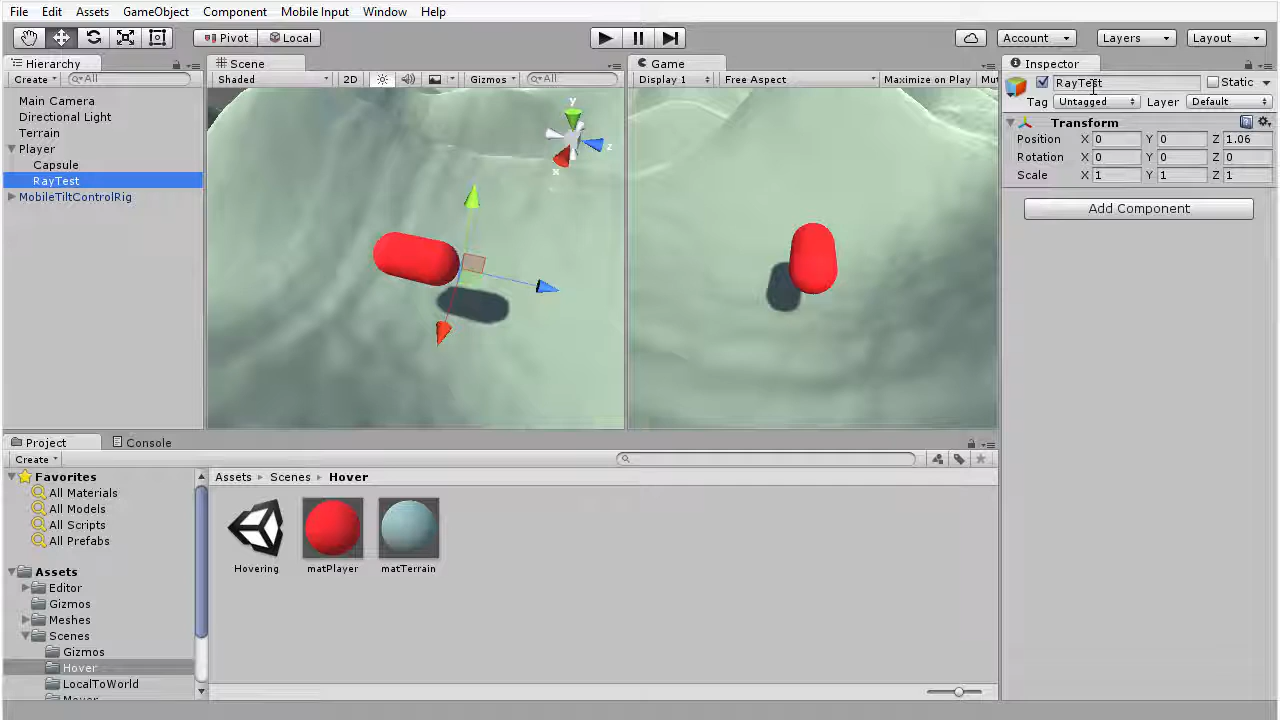 File Edit Assets GameObject Component Mobile Input Window Help
Pivot Local Account Layers Layout
Hierarchy
Create All
Main Camera
Directional Light
Terrain
Player
Capsule
RayTest
MobileTiltControlRig
Scene
Shaded 2D Gizmos All
y
z
x
Game
Display 1 Free Aspect Maximize on Play Mut
Inspector
RayTest Static
Tag Untagged Layer Default
Transform
Position X 0 Y 0 Z 1.06
Rotation X 0 Y 0 Z 0
Scale X 1 Y 1 Z 1
Add Component
Project Console
Create
Favorites
All Materials
All Models
All Scripts
All Prefabs
Assets
Editor
Gizmos
Meshes
Scenes
Gizmos
Hover
LocalToWorld
Assets Scenes Hover
Hovering matPlayer matTerrain